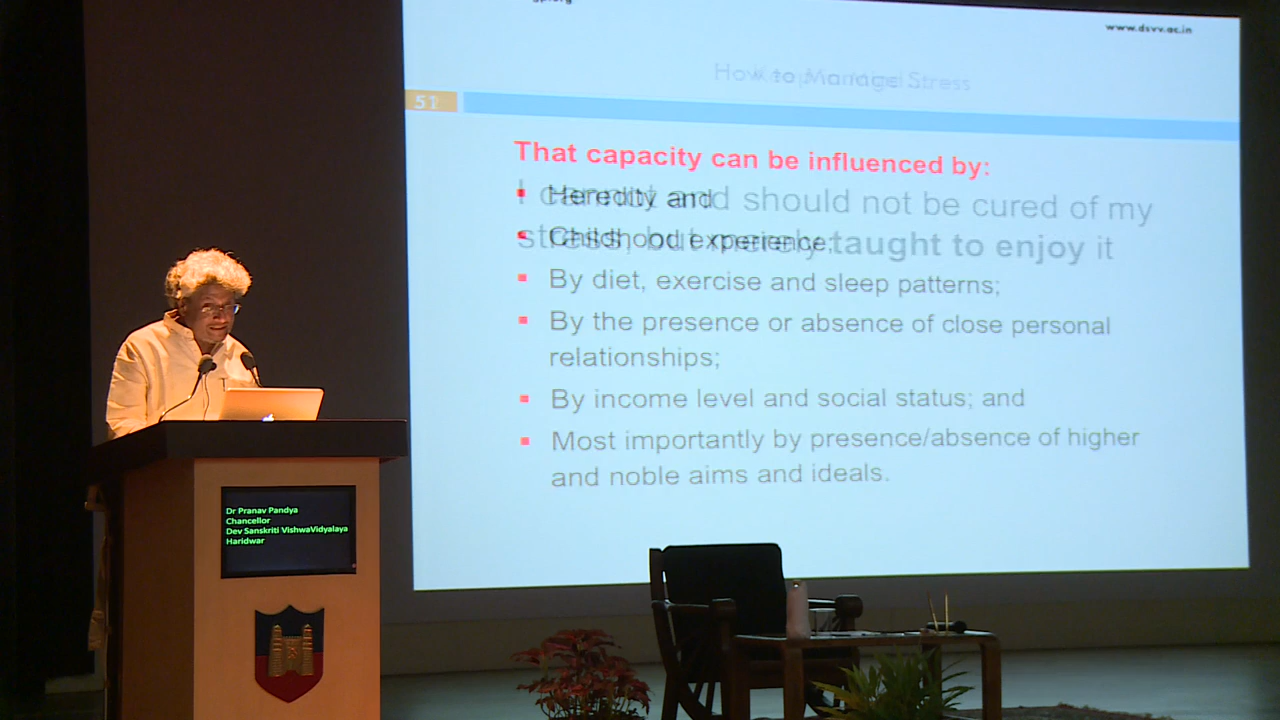 www.dsvv.ac.in
How to Manage Stress
51
That capacity can be influenced by:
Heredity and
I cannot and should not be cured of my
Childhood experience;
stress, but merely taught to enjoy it
By diet, exercise and sleep patterns;
By the presence or absence of close personal
relationships;
By income level and social status; and
Most importantly by presence/absence of higher
and noble aims and ideals.
Dr Pranav Pandya
Chancellor
Dev Sanskriti VishwaVidyalaya
Haridwar